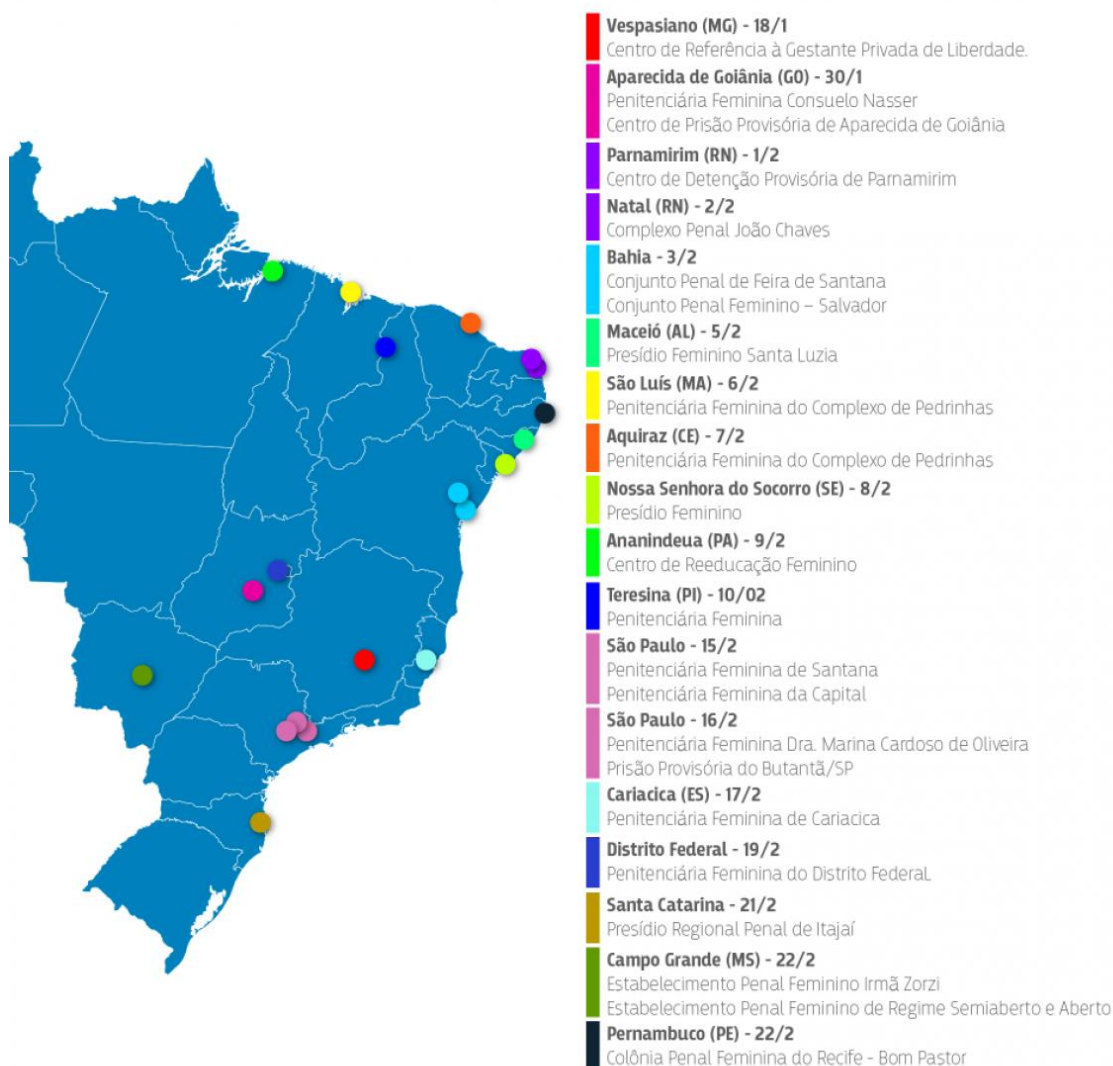 Vespasiano (MG) - 18/1
Centro de Referência à Gestante Privada de Liberdade.
Aparecida de Goiânia (GO) - 30/1
Penitenciária Feminina Consuelo Nasser
Centro de Prisão Provisória de Aparecida de Goiânia
Parnamirim (RN) - 1/2
Centro de Detenção Provisória de Parnamirim
Natal (RN) - 2/2
Complexo Penal João Chaves
Bahia - 3/2
Conjunto Penal de Feira de Santana
Conjunto Penal Feminino – Salvador
Maceió (AL) - 5/2
Presídio Feminino Santa Luzia
São Luís (MA) - 6/2
Penitenciária Feminina do Complexo de Pedrinhas
Aquiraz (CE) - 7/2
Penitenciária Feminina do Complexo de Pedrinhas
Nossa Senhora do Socorro (SE) - 8/2
Presídio Feminino
Ananindeua (PA) - 9/2
Centro de Reeducação Feminino
Teresina (PI) - 10/02
Penitenciária Feminina
São Paulo - 15/2
Penitenciária Feminina de Santana
Penitenciária Feminina da Capital
São Paulo - 16/2
Penitenciária Feminina Dra. Marina Cardoso de Oliveira
Prisão Provisória do Butantã/SP
Cariacica (ES) - 17/2
Penitenciária Feminina de Cariacica
Distrito Federal - 19/2
Penitenciária Feminina do Distrito FederaL
Santa Catarina - 21/2
Presídio Regional Penal de Itajaí
Campo Grande (MS) - 22/2
Estabelecimento Penal Feminino Irmã Zorzi
Estabelecimento Penal Feminino de Regime Semiaberto e Aberto
Pernambuco (PE) - 22/2
Colônia Penal Feminina do Recife - Bom Pastor